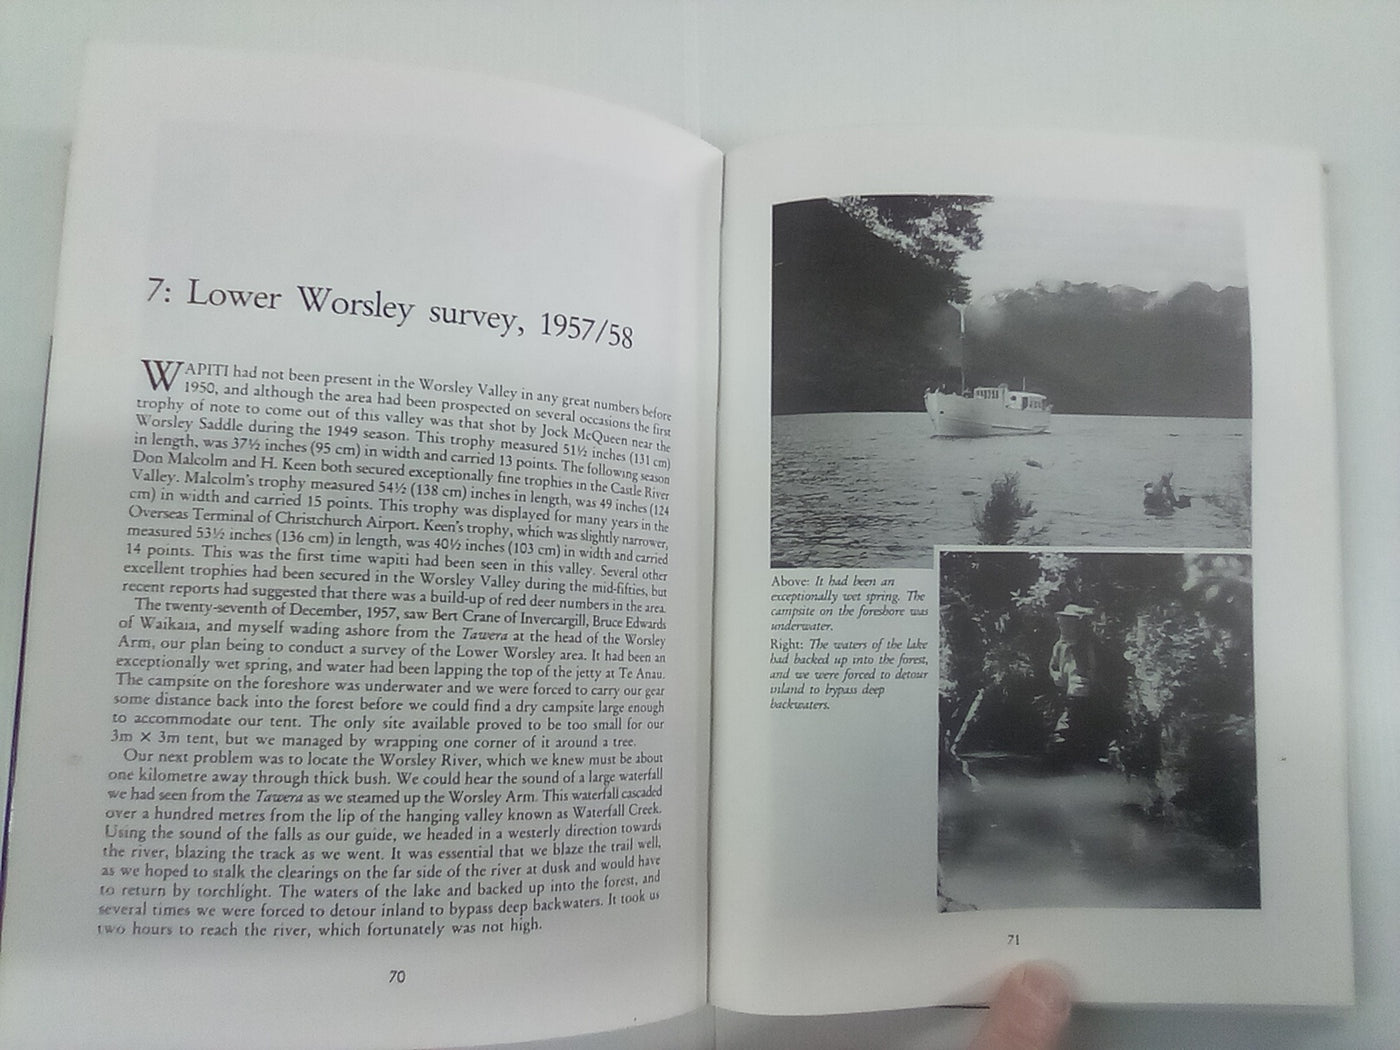 7: Lower Worsley survey, 1957/58
WAPITI had not been present in the Worsley Valley in any great numbers before
1950, and although the area had been prospected on several occasions the first
trophy of note to come out of this valley was that shot by Jock McQueen near the
Worsley Saddle during the 1949 season. This trophy measured 51½ inches (131 cm)
in length, was 37½ inches (95 cm) in width and carried 13 points. The following season
Don Malcolm and H. Keen both secured exceptionally fine trophies in the Castle River
Valley. Malcolm's trophy measured 54½ (138 cm) inches in length, was 49 inches (124
cm) in width and carried 15 points. This trophy was displayed for many years in the
Overseas Terminal of Christchurch Airport. Keen's trophy, which was slightly narrower,
measured 53½ inches (136 cm) in length, was 40½ inches (103 cm) in width and carried
14 points. This was the first time wapiti had been seen in this valley. Several other
excellent trophies had been secured in the Worsley Valley during the mid-fifties, but
recent reports had suggested that there was a build-up of red deer numbers in the area.
The twenty-seventh of December, 1957, saw Bert Crane of Invercargill, Bruce Edwards
of Waikaia, and myself wading ashore from the Tawera at the head of the Worsley
Arm, our plan being to conduct a survey of the Lower Worsley area. It had been an
exceptionally wet spring, and water had been lapping the top of the jetty at Te Anau.
The campsite on the foreshore was underwater and we were forced to carry our gear
some distance back into the forest before we could find a dry campsite large enough
to accommodate our tent. The only site available proved to be too small for our
3m × 3m tent, but we managed by wrapping one corner of it around a tree.
Our next problem was to locate the Worsley River, which we knew must be about
one kilometre away through thick bush. We could hear the sound of a large waterfall
we had seen from the Tawera as we steamed up the Worsley Arm. This waterfall cascaded
over a hundred metres from the lip of the hanging valley known as Waterfall Creek.
Using the sound of the falls as our guide, we headed in a westerly direction towards
the river, blazing the track as we went. It was essential that we blaze the trail well,
as we hoped to stalk the clearings on the far side of the river at dusk and would have
to return by torchlight. The waters of the lake and backed up into the forest, and
several times we were forced to detour inland to bypass deep backwaters. It took us
two hours to reach the river, which fortunately was not high.
70
Above: It had been an
exceptionally wet spring. The
campsite on the foreshore was
underwater.
Right: The waters of the lake
had backed up into the forest,
and we were forced to detour
inland to bypass deep
backwaters.
71